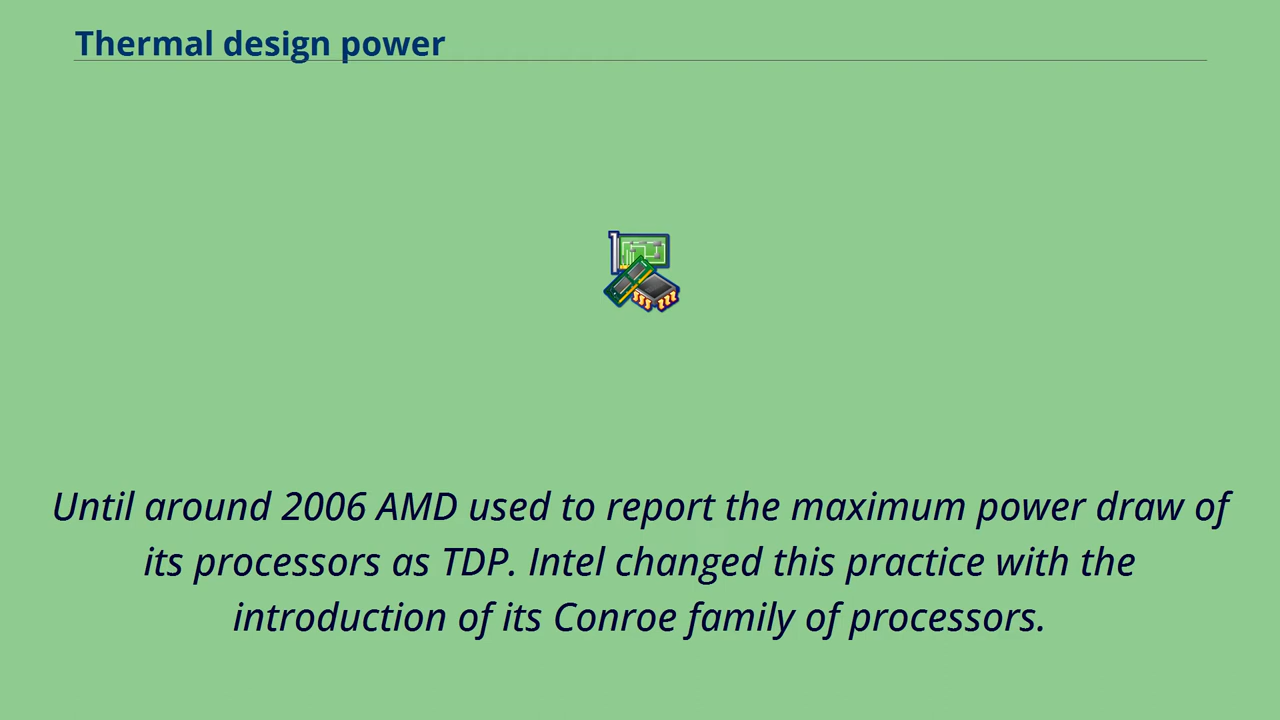 Thermal design power
Until around 2006 AMD used to report the maximum power draw of
its processors as TDP. Intel changed this practice with the
introduction of its Conroe family of processors.